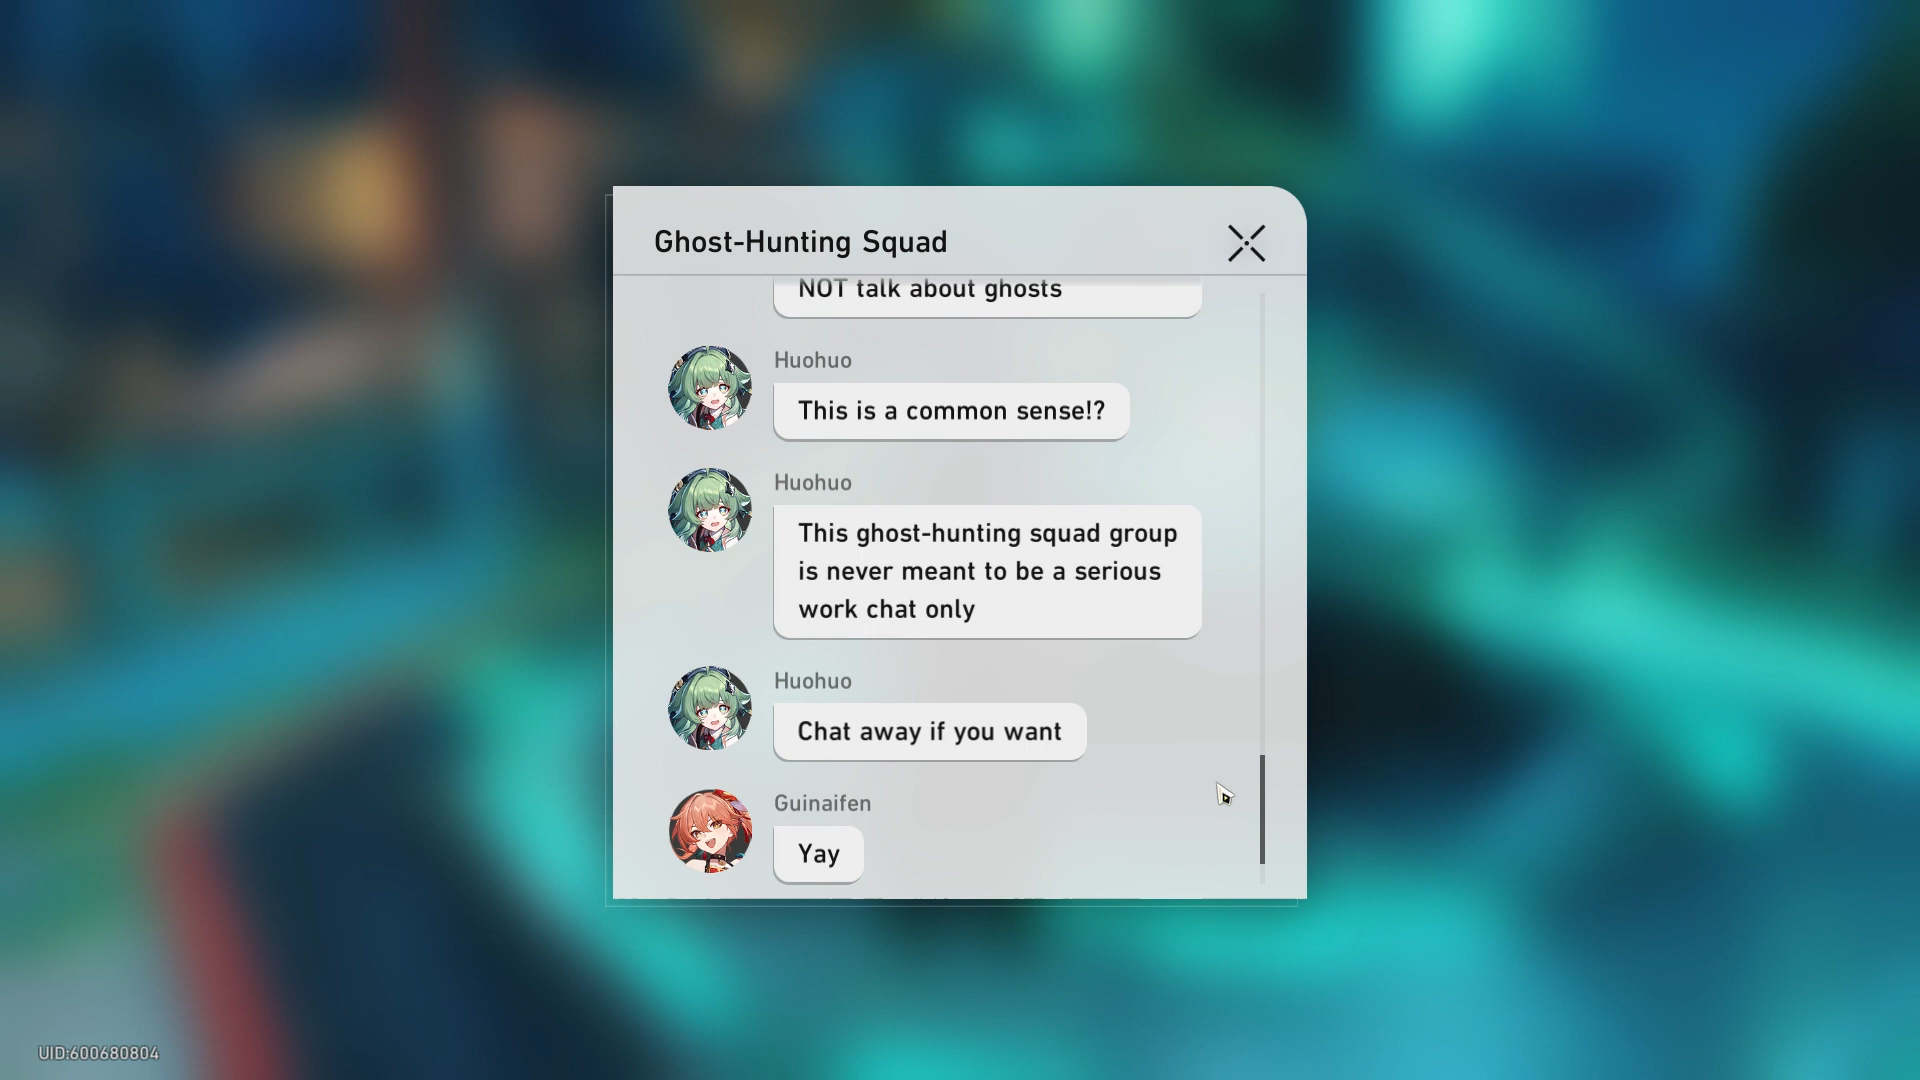 Ghost-Hunting Squad
NOT talk about ghosts
Huohuo
This is a common sense!?
Huohuo
This ghost-hunting squad group
is never meant to be a serious
work chat only
Huohuo
Chat away if you want
Guinaifen
Yay
UID:600680804